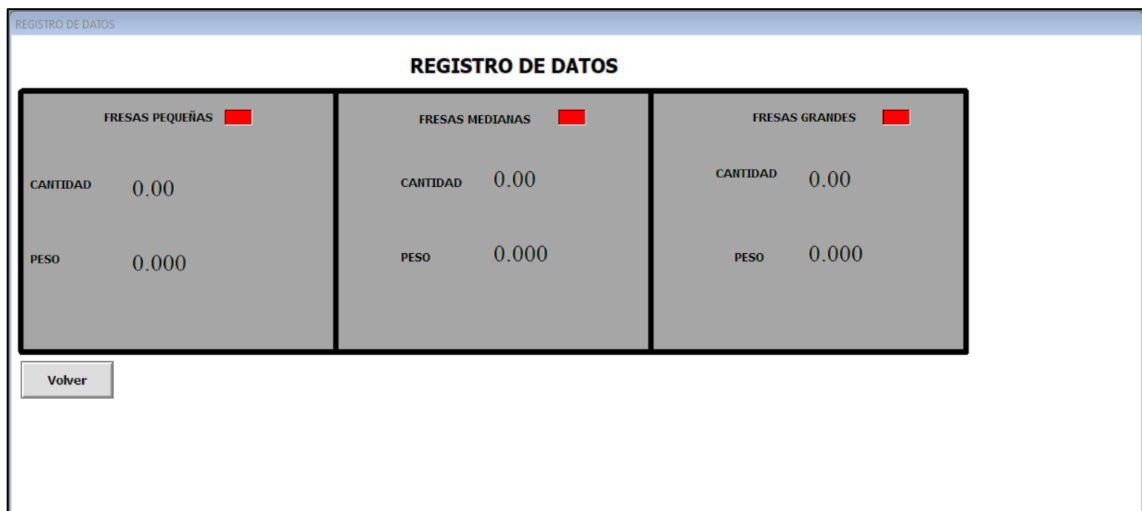 REGISTRO DE DATOS
REGISTRO DE DATOS
FRESAS PEQUEÑAS
CANTIDAD 0.00
PESO 0.000
FRESAS MEDIANAS
CANTIDAD 0.00
PESO 0.000
FRESAS GRANDES
CANTIDAD 0.00
PESO 0.000
Volver